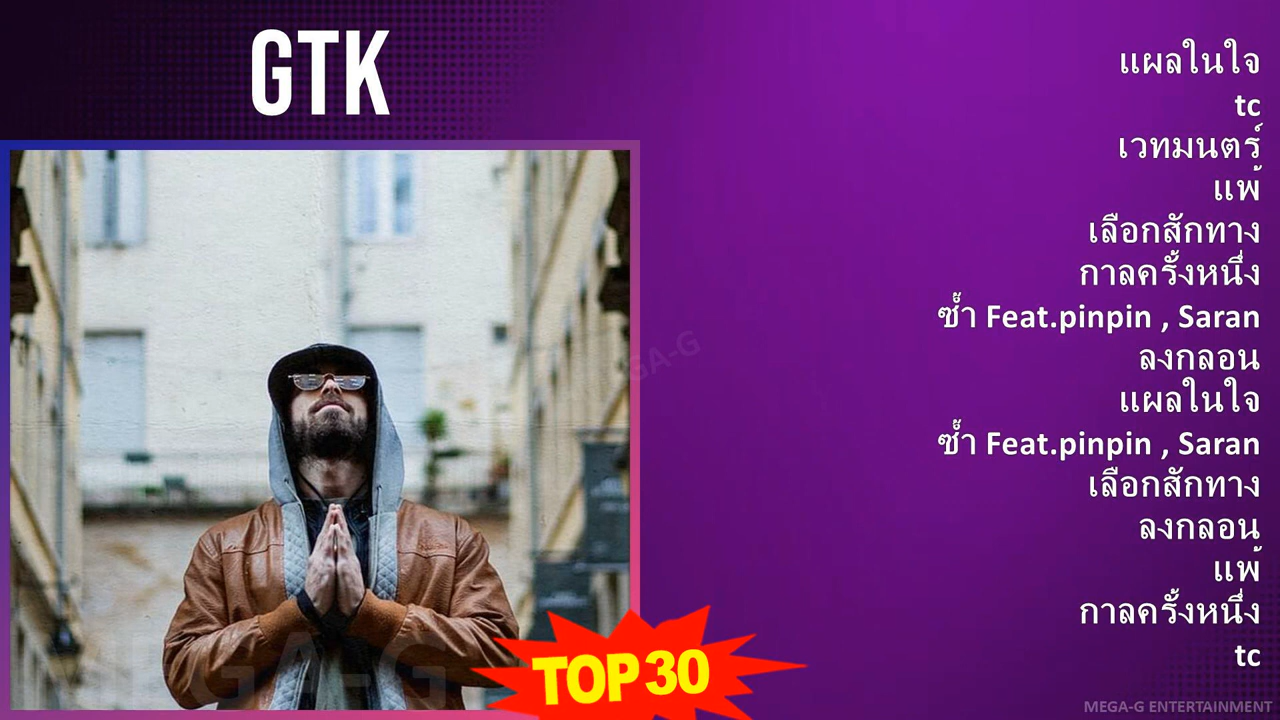 GTK
แผลในใจ
tc
เวทมนตร์
แพ้
เลือกสักทาง
กาลครั้งหนึ่ง
ซ้ำ Feat.pinpin , Saran
ลงกลอน
แผลในใจ
ซ้ำ Feat.pinpin , Saran
เลือกสักทาง
ลงกลอน
แพ้
กาลครั้งหนึ่ง
tc
TOP 30
MEGA-G
MEGA-G ENTERTAINMENT